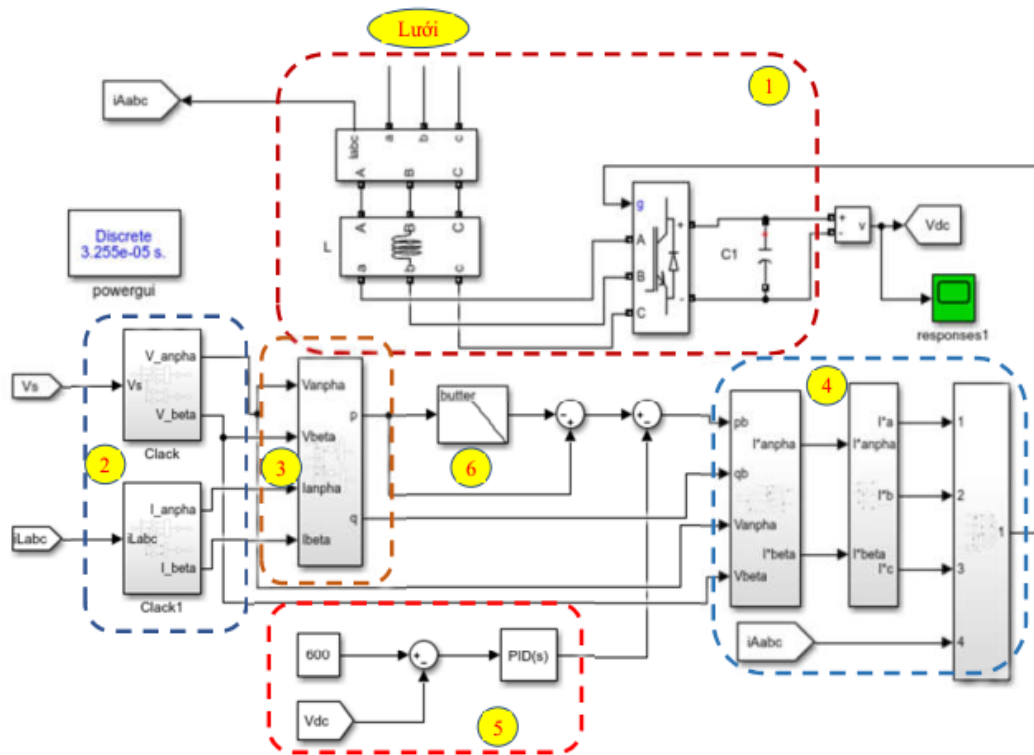 Lưới
1
iAabc
Iabc
a
b
c
A
B
C
A
B
C
L
a
b
c
g
A
B
C
+
-
C1
+
-
v
Vdc
responses1
Discrete
3.255e-05 s.
powergui
Vs
Vs
V_anpha
V_beta
Clack
2
iLabc
iLabc
I_anpha
I_beta
Clack1
Vanpha
Vbeta
Ianpha
Ibeta
p
q
3
butter
6
4
pb
qb
Vanpha
Vbeta
I*anpha
I*beta
I*anpha
I*beta
I*a
I*b
I*c
1
2
3
4
1
iAabc
600
Vdc
PID(s)
5